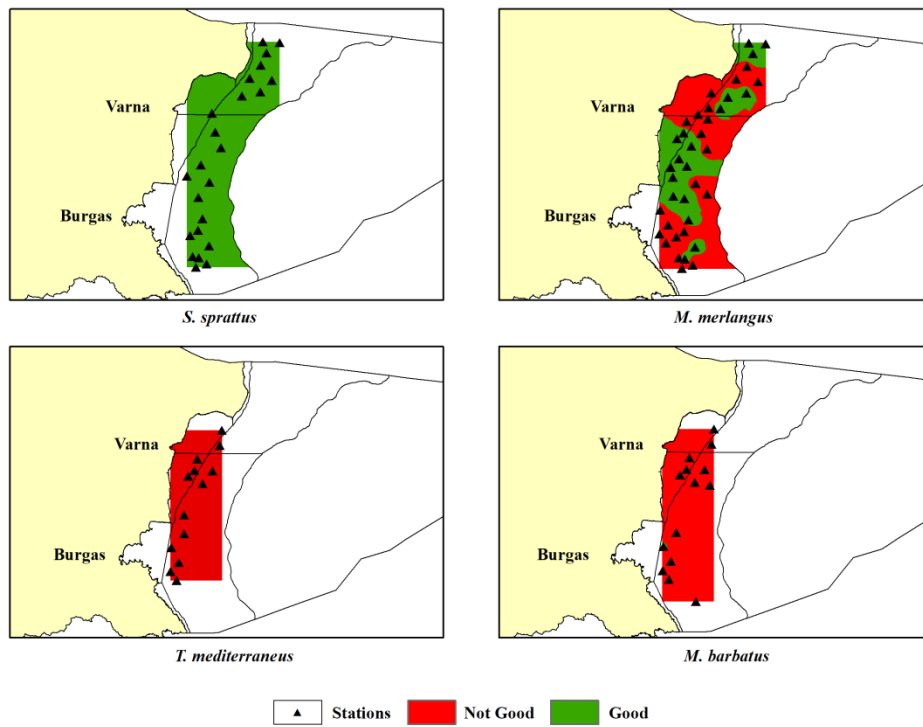 Varna
Burgas
S. sprattus
Varna
Burgas
M. merlangus
Varna
Burgas
T. mediterraneus
Varna
Burgas
M. barbatus
Stations Not Good Good